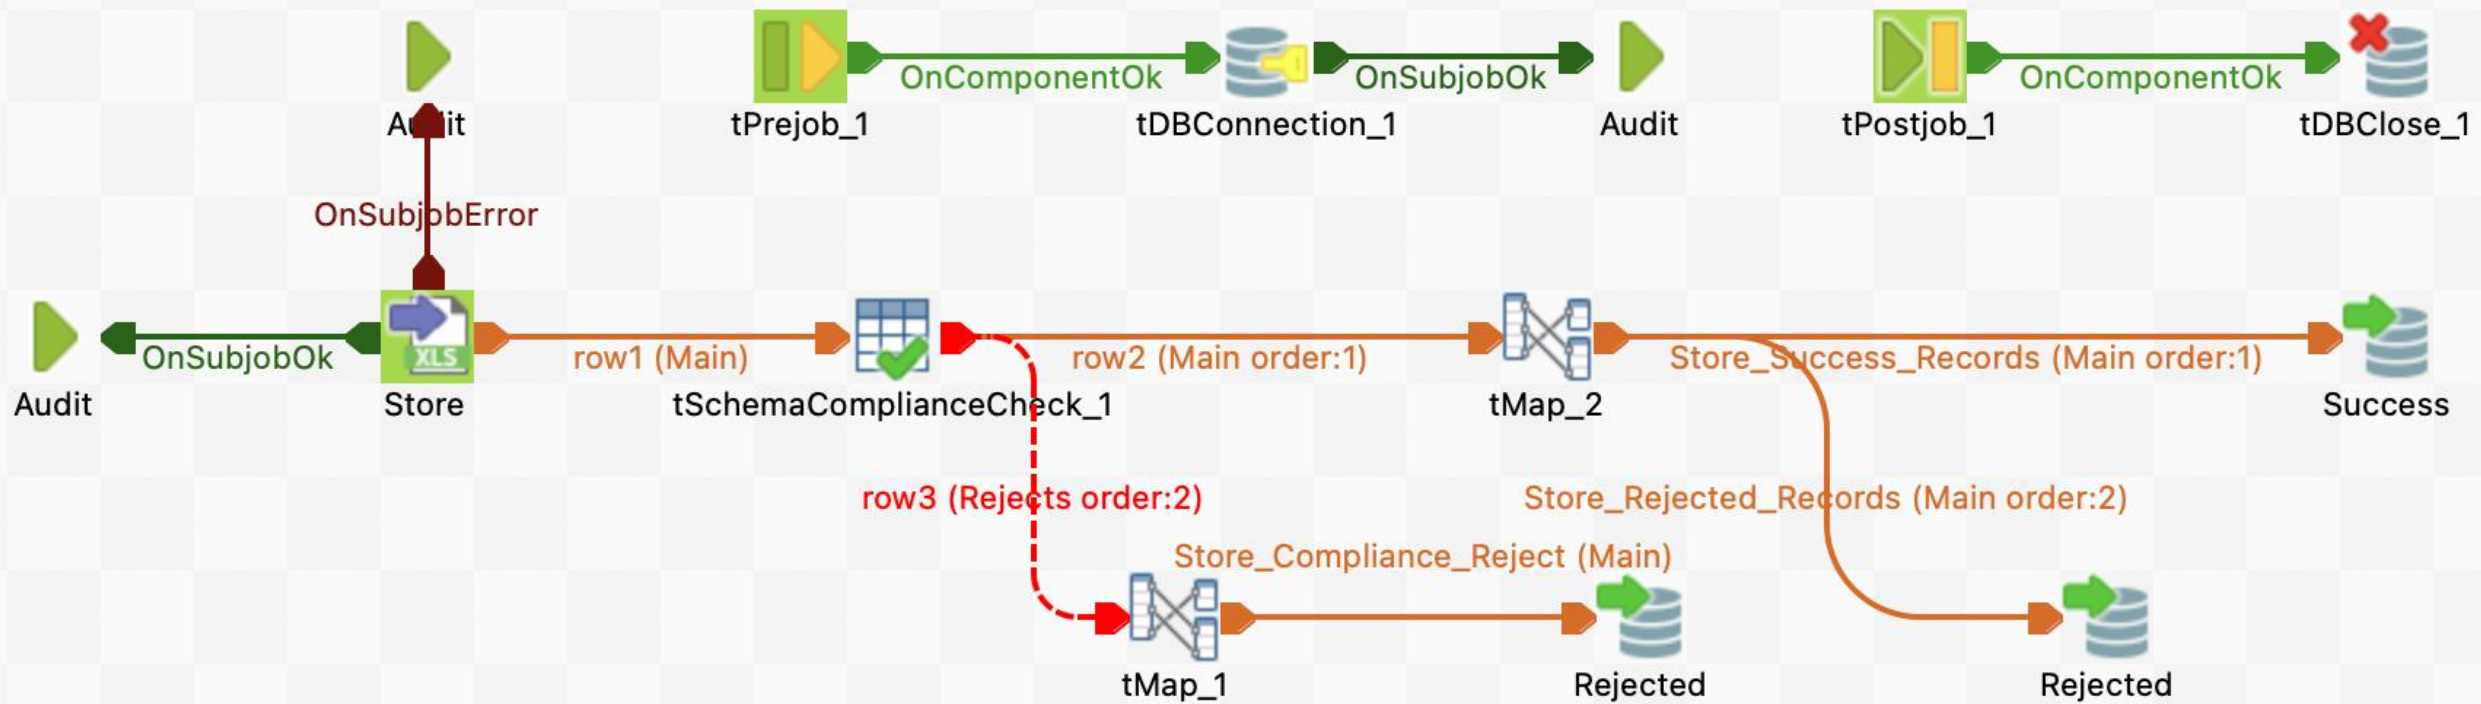 OnComponentOk
OnSubjobOk
OnComponentOk
Audit
tPrejob_1
tDBConnection_1
Audit
tPostjob_1
tDBClose_1
OnSubjobError
OnSubjobOk
XLS
row1 (Main)
row2 (Main order:1)
Store_Success_Records (Main order:1)
Audit
Store
tSchemaComplianceCheck_1
tMap_2
Success
row3 (Rejects order:2)
Store_Rejected_Records (Main order:2)
Store_Compliance_Reject (Main)
tMap_1
Rejected
Rejected